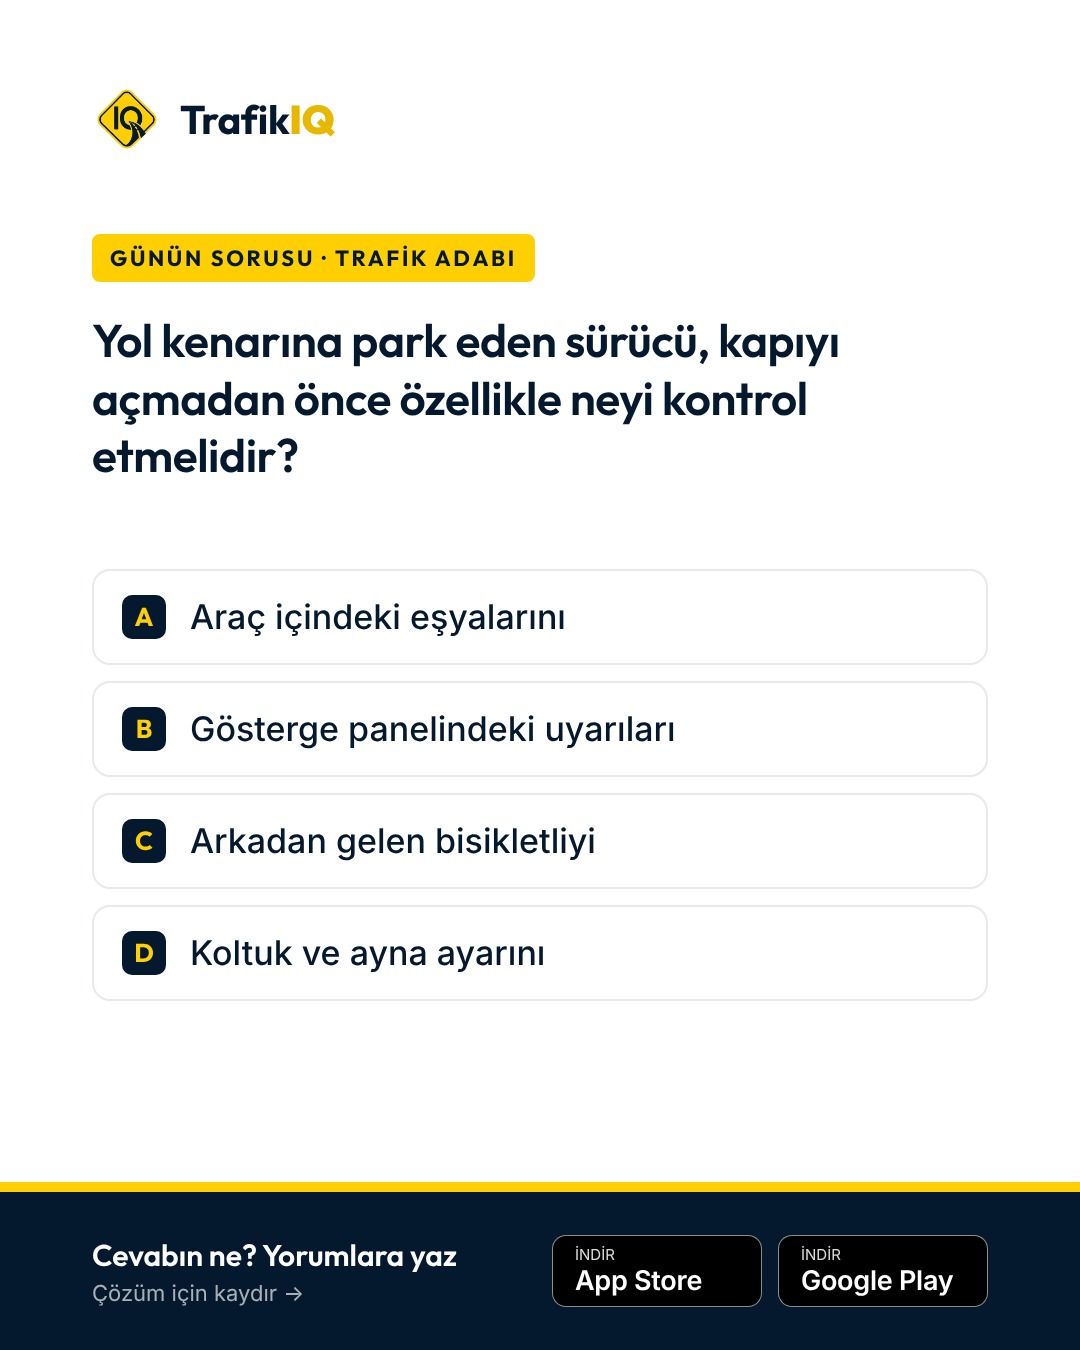 IQ
TrafikIQ
GÜNÜN SORUSU · TRAFİK ADABI
Yol kenarına park eden sürücü, kapıyı
açmadan önce özellikle neyi kontrol
etmelidir?
A Araç içindeki eşyalarını
B Gösterge panelindeki uyarıları
C Arkadan gelen bisikletliyi
D Koltuk ve ayna ayarını
Cevabın ne? Yorumlara yaz
Çözüm için kaydır →
İNDİR
App Store
İNDİR
Google Play